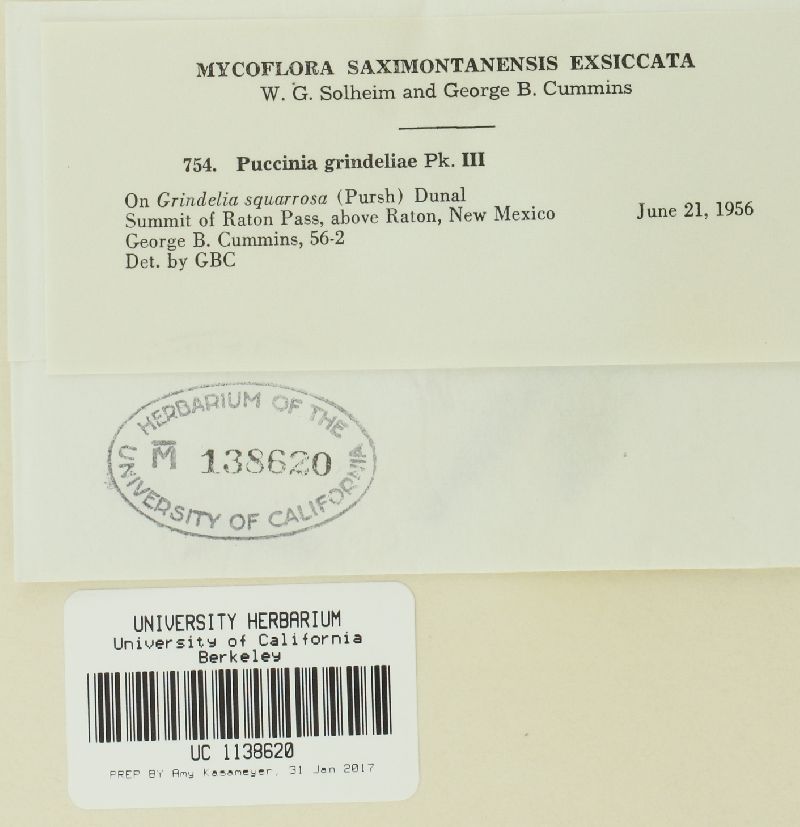 MYCOFLORA SAXIMONTANENSIS EXSICCATA
W. G. Solheim and George B. Cummins
754. Puccinia grindeliae Pk. III
On Grindelia squarrosa (Pursh) Dunal
Summit of Raton Pass, above Raton, New Mexico June 21, 1956
George B. Cummins, 56-2
Det. by GBC
HERBARIUM OF THE
M̅ 138620
UNIVERSITY OF CALIFORNIA
UNIVERSITY HERBARIUM
University of California
Berkeley
UC 1138620
PREP BY Amy Kasameyer, 31 Jan 2017